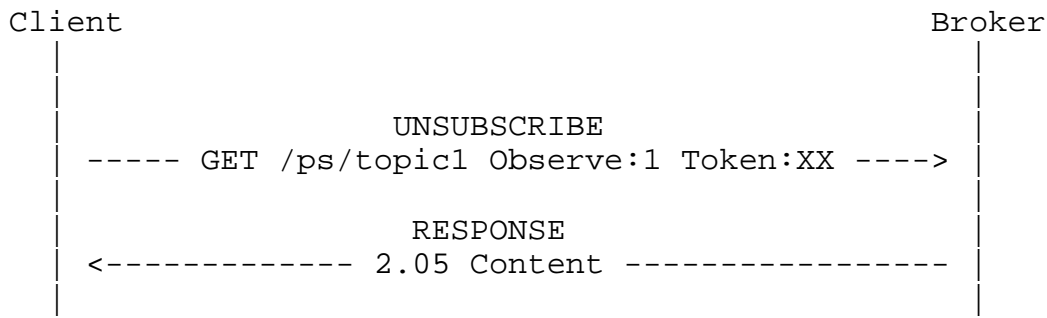 Client Broker
UNSUBSCRIBE
----- GET /ps/topic1 Observe:1 Token:XX ---->
RESPONSE
<------------- 2.05 Content -----------------